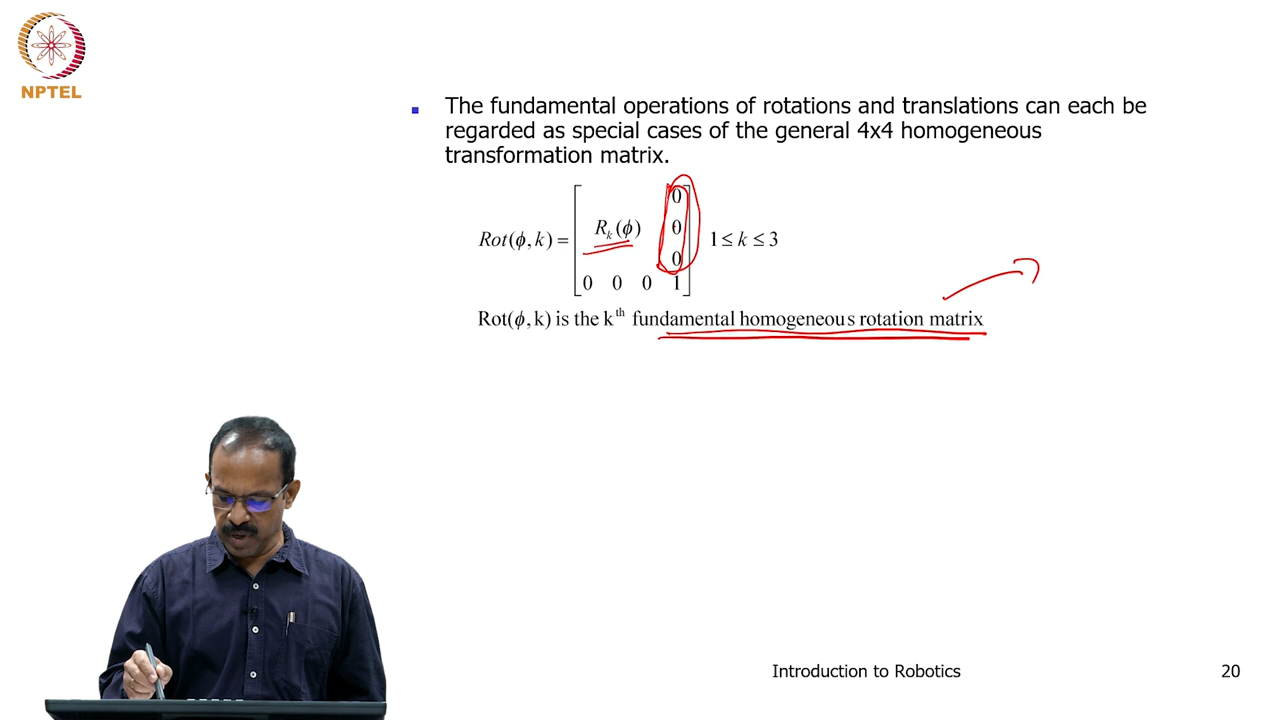 NPTEL
▪ The fundamental operations of rotations and translations can each be
regarded as special cases of the general 4x4 homogeneous
transformation matrix.
0
Rot(ϕ, k) = [ R_k(ϕ) 0 ] 1 ≤ k ≤ 3
0
0 0 0 1
Rot(ϕ, k) is the k^th fundamental homogeneous rotation matrix
Introduction to Robotics 20